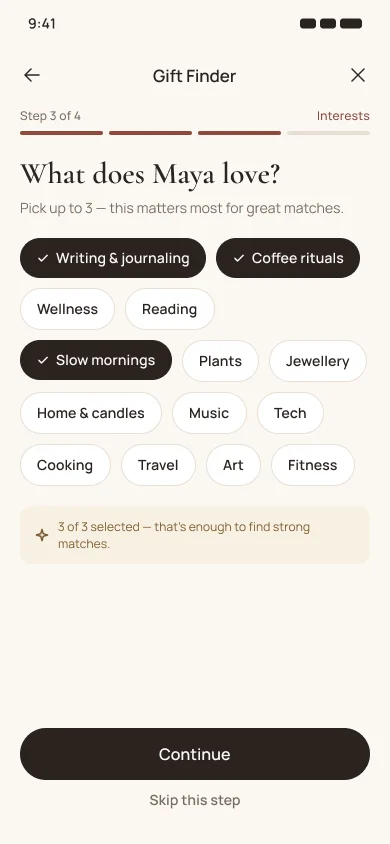 9:41
Gift Finder
Step 3 of 4
Interests
What does Maya love?
Pick up to 3 — this matters most for great matches.
Writing & journaling
Coffee rituals
Wellness
Reading
Slow mornings
Plants
Jewellery
Home & candles
Music
Tech
Cooking
Travel
Art
Fitness
3 of 3 selected — that's enough to find strong
matches.
Continue
Skip this step